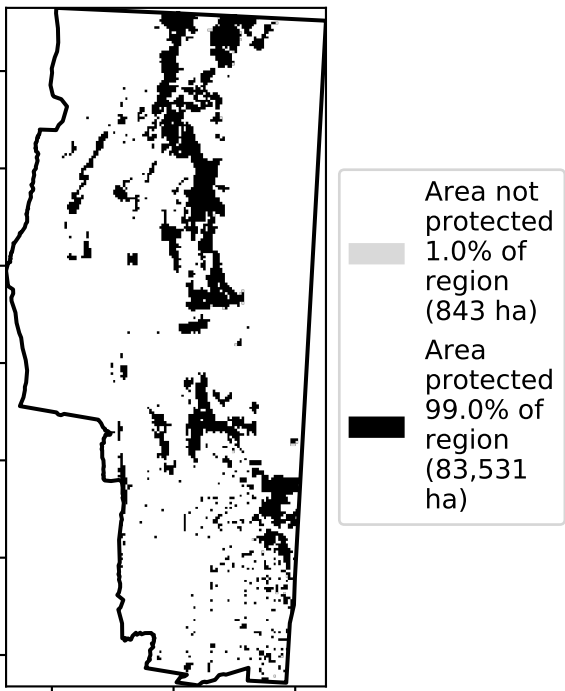 Area not
protected
1.0% of
region
(843 ha)
Area
protected
99.0% of
region
(83,531
ha)